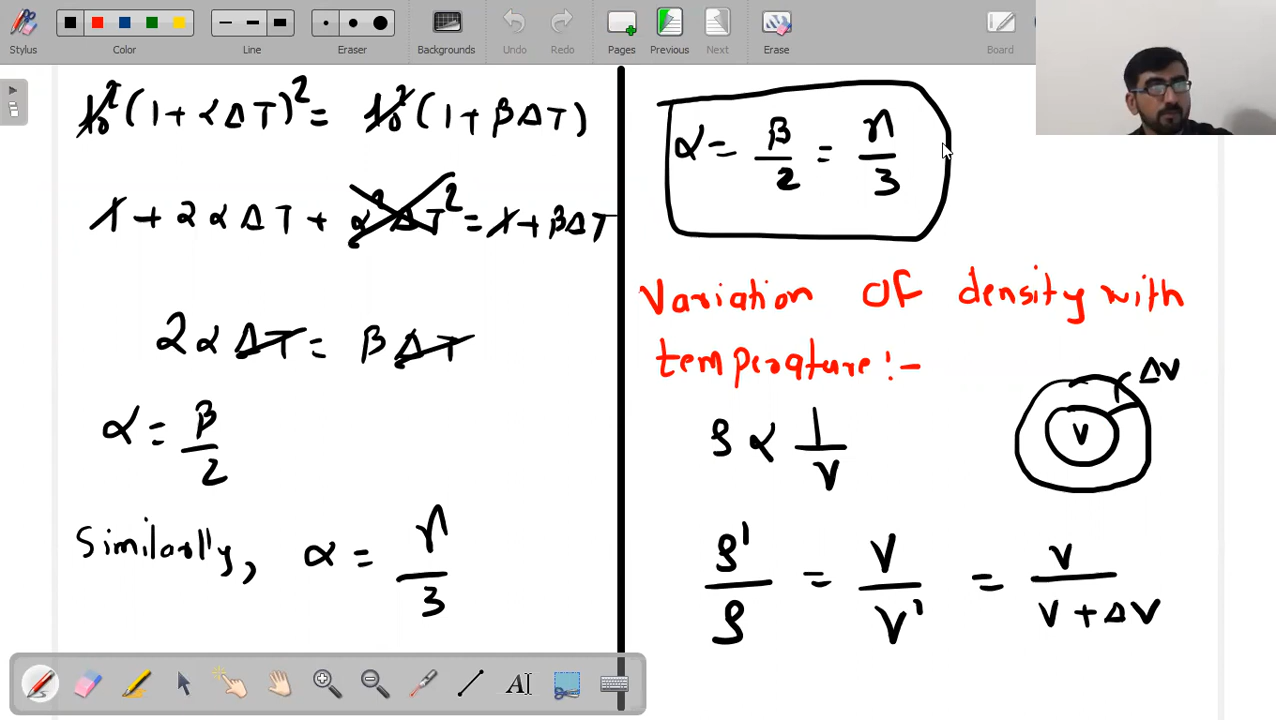 Stylus Color Line Eraser Backgrounds Undo Redo Pages Previous Next Erase Board
l₀²(1+αΔT)² = l₀²(1+βΔT)
1 + 2αΔT + α²ΔT² = 1 + βΔT
2αΔT = βΔT
α = β/2
Similarly, α = γ/3
α = β/2 = γ/3
Variation of density with
temperature :-
ρ ∝ 1/V
ΔV
V
ρ'/ρ = V/V' = V/(V+ΔV)